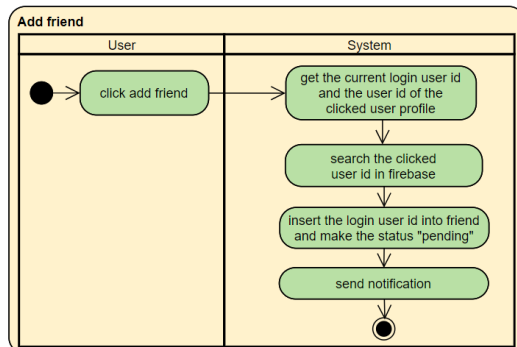 Add friend
User
System
click add friend
get the current login user id
and the user id of the
clicked user profile
search the clicked
user id in firebase
insert the login user id into friend
and make the status "pending"
send notification